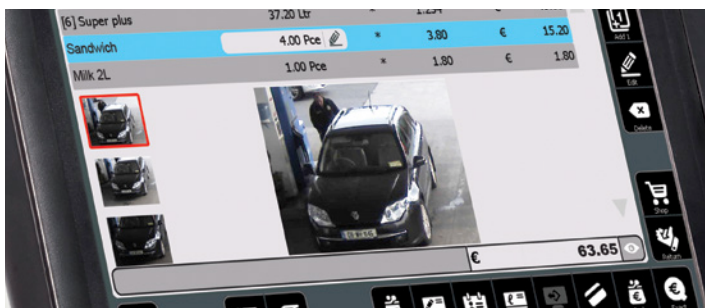 [6] Super plus 37.20 Ltr €
Sandwich 4.00 Pce * 3.80 € 15.20
Milk 2L 1.00 Pce * 1.80 € 1.80
Add 1
Edit
Delete
Shop
€ 63.65
Return